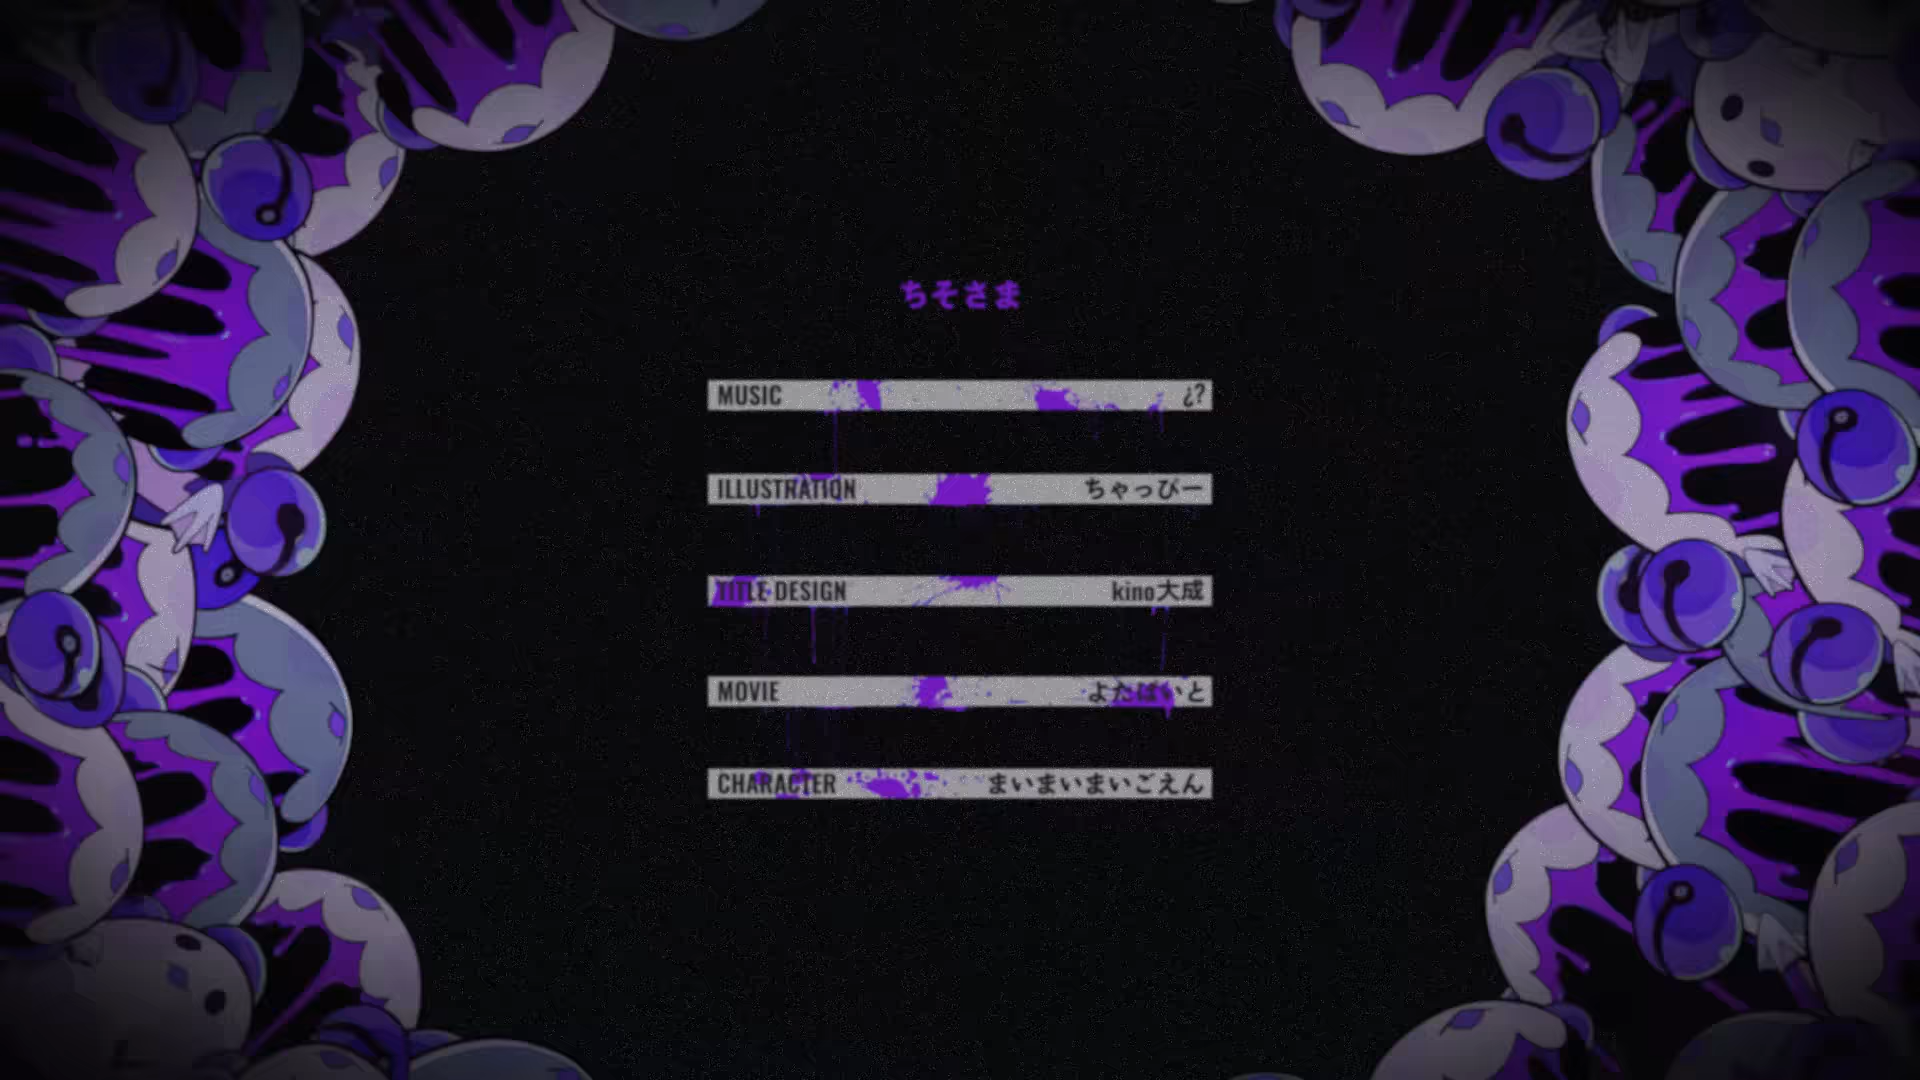 ちそさま
MUSIC ¿?
ILLUSTRATION ちゃっぴー
TITLE DESIGN kino大成
MOVIE よたばいと
CHARACTER まいまいまいごえん